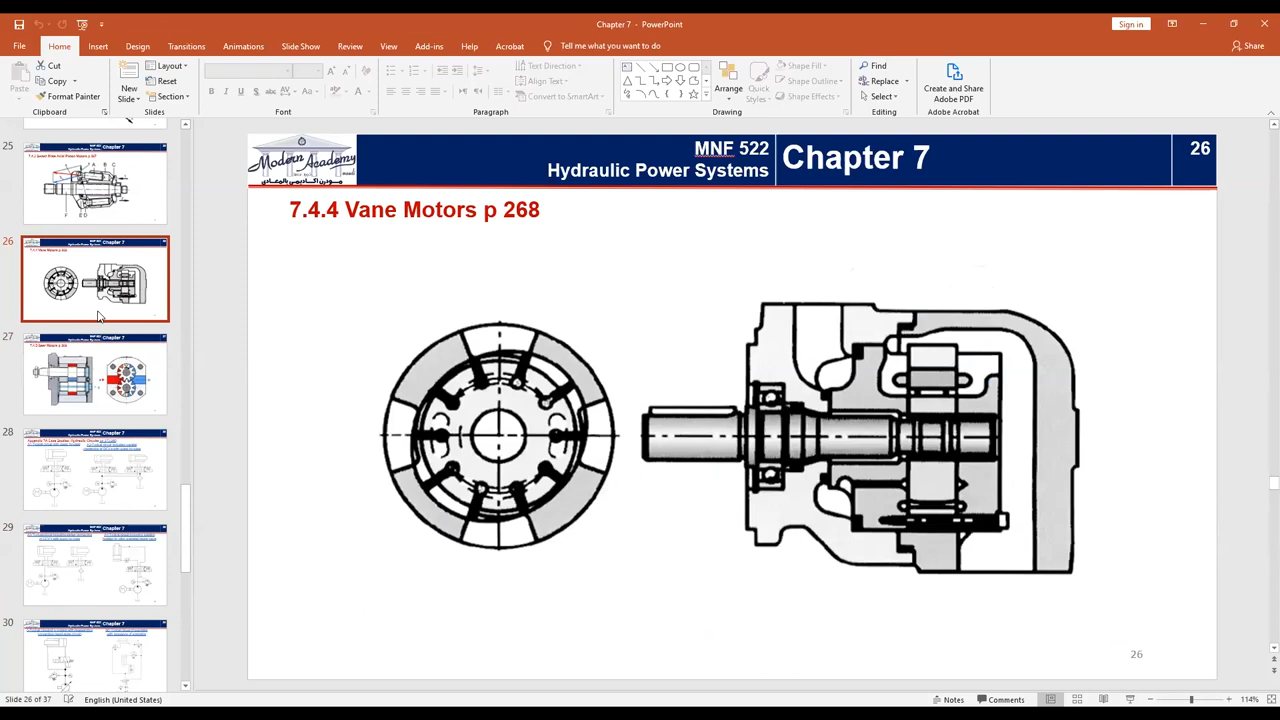 Chapter 7 - PowerPoint
Sign in
File
Home
Insert
Design
Transitions
Animations
Slide Show
Review
View
Add-ins
Help
Acrobat
Tell me what you want to do
Share
Paste
Cut
Copy
Format Painter
Clipboard
New
Slide
Layout
Reset
Section
Slides
Font
Text Direction
Align Text
Convert to SmartArt
Paragraph
Arrange
Quick
Styles
Shape Fill
Shape Outline
Shape Effects
Drawing
Find
Replace
Select
Editing
Create and Share
Adobe PDF
Adobe Acrobat
25
26
27
28
29
30
Modern Academy
مودرن اكاديمي بالمعادي
MNF 522
Hydraulic Power Systems
Chapter 7
26
7.4.4 Vane Motors p 268
26
Slide 26 of 37
English (United States)
Notes
Comments
114%